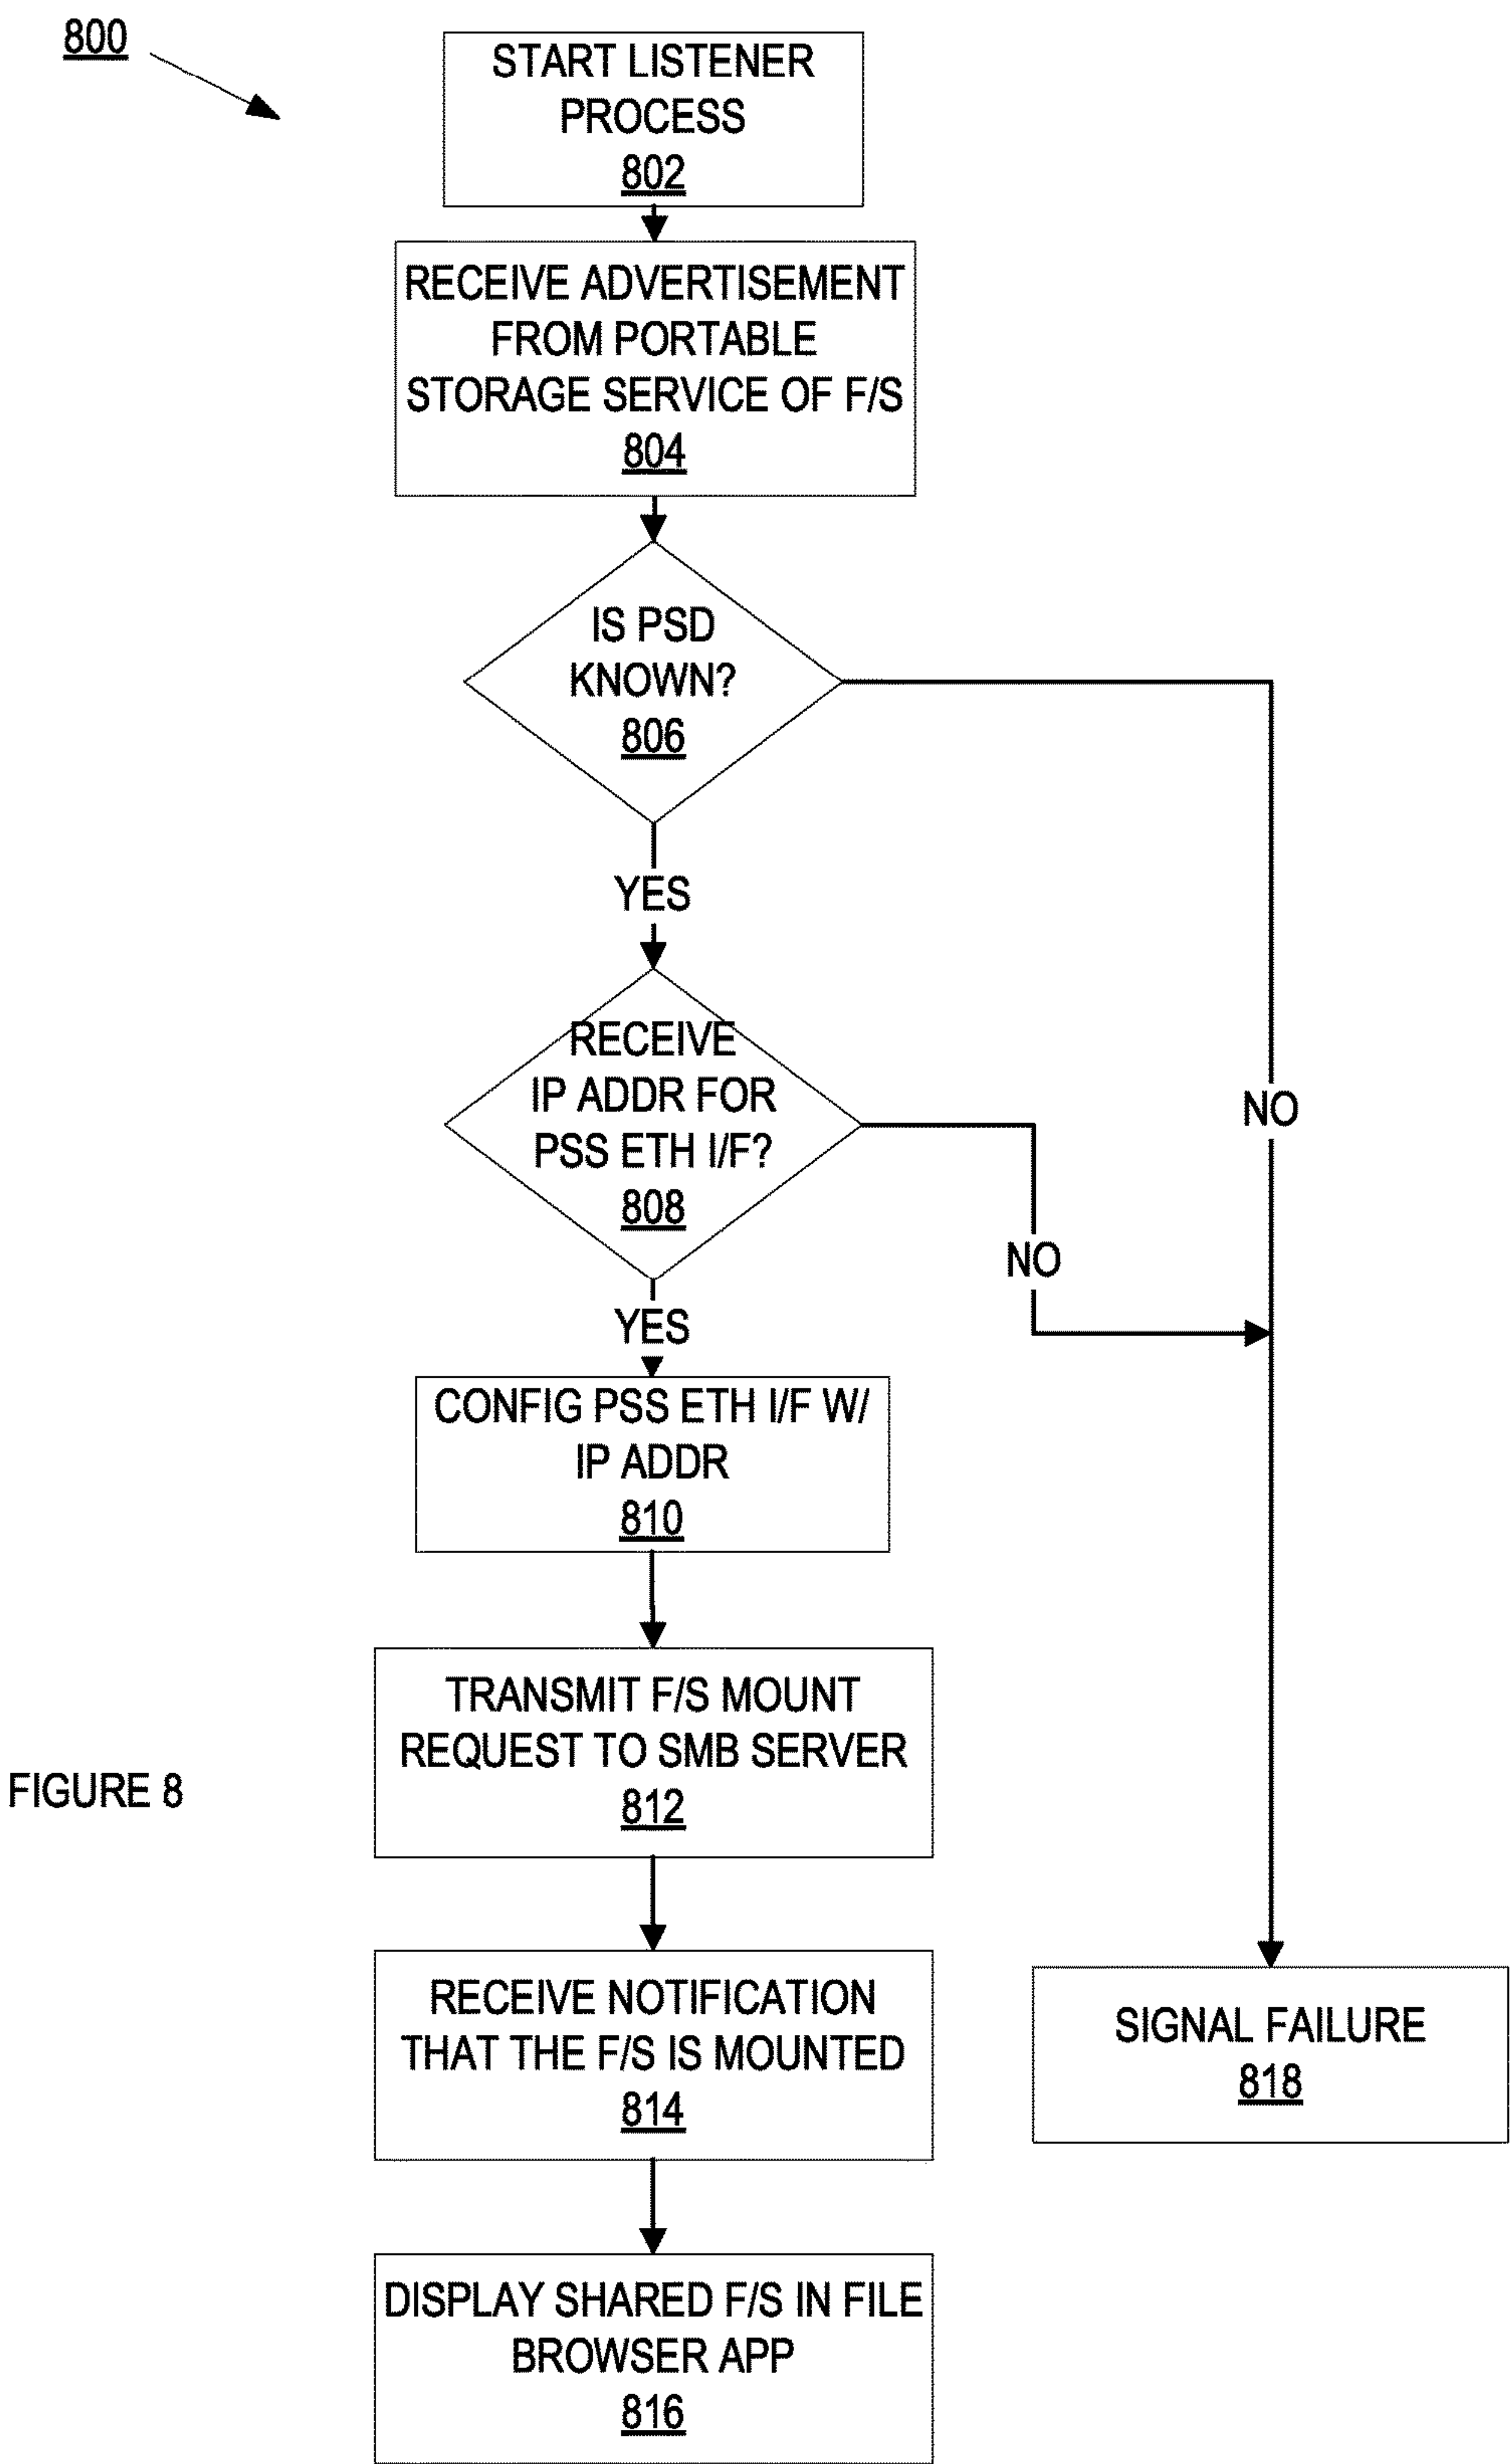 800
START LISTENER
PROCESS
802
RECEIVE ADVERTISEMENT
FROM PORTABLE
STORAGE SERVICE OF F/S
804
IS PSD
KNOWN?
806
YES
NO
RECEIVE
IP ADDR FOR
PSS ETH I/F?
808
NO
YES
CONFIG PSS ETH I/F W/
IP ADDR
810
TRANSMIT F/S MOUNT
REQUEST TO SMB SERVER
812
FIGURE 8
RECEIVE NOTIFICATION
THAT THE F/S IS MOUNTED
814
SIGNAL FAILURE
818
DISPLAY SHARED F/S IN FILE
BROWSER APP
816